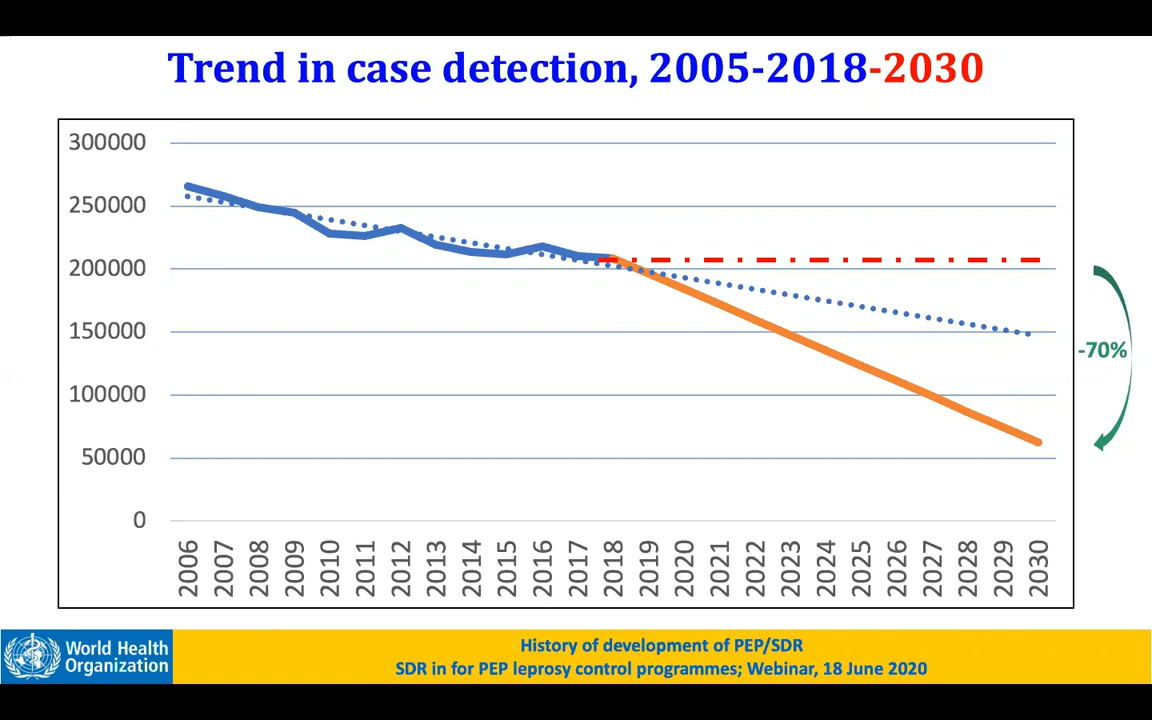 Trend in case detection, 2005-2018-2030
300000
250000
200000
150000
100000
50000
0
-70%
2006 2007 2008 2009 2010 2011 2012 2013 2014 2015 2016 2017 2018 2019 2020 2021 2022 2023 2024 2025 2026 2027 2028 2029 2030
World Health
Organization
History of development of PEP/SDR
SDR in for PEP leprosy control programmes; Webinar, 18 June 2020